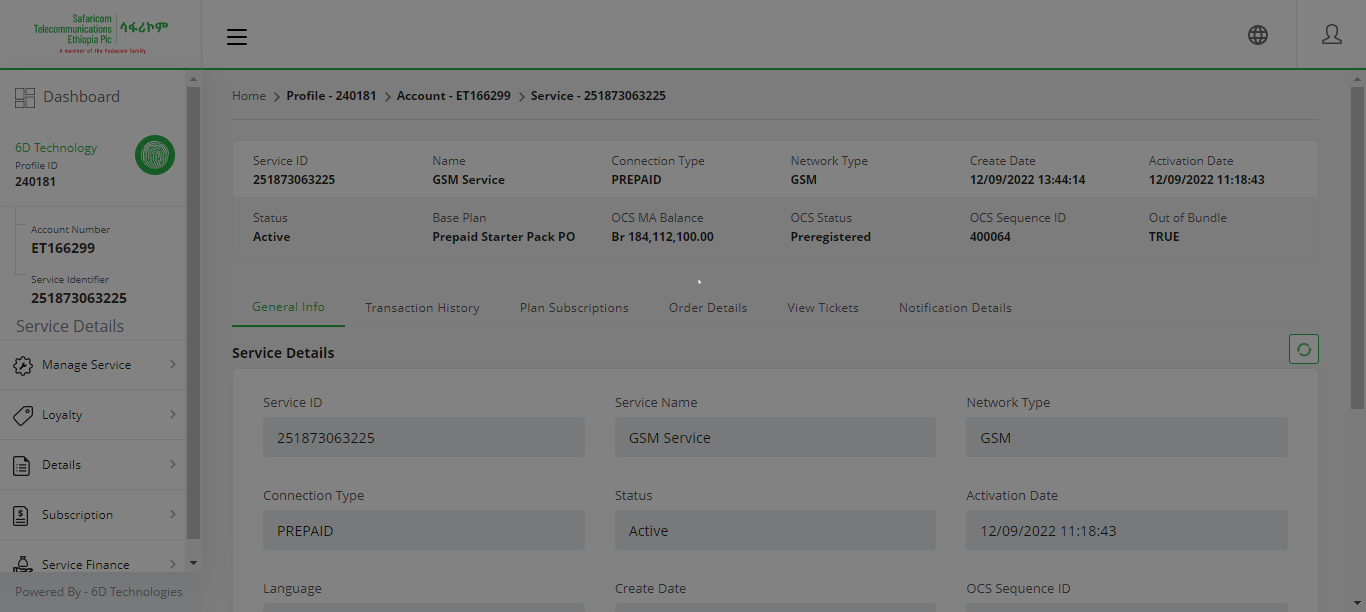 Safaricom
Telecommunications
Ethiopia Plc
ሳፋሪኮም
A member of the Vodacom family
Dashboard
6D Technology
Profile ID
240181
Account Number
ET166299
Service Identifier
251873063225
Service Details
Manage Service
Loyalty
Details
Subscription
Service Finance
Powered By - 6D Technologies
Home > Profile - 240181 > Account - ET166299 > Service - 251873063225
Service ID Name Connection Type Network Type Create Date Activation Date
251873063225 GSM Service PREPAID GSM 12/09/2022 13:44:14 12/09/2022 11:18:43
Status Base Plan OCS MA Balance OCS Status OCS Sequence ID Out of Bundle
Active Prepaid Starter Pack PO Br 184,112,100.00 Preregistered 400064 TRUE
General Info Transaction History Plan Subscriptions Order Details View Tickets Notification Details
Service Details
Service ID Service Name Network Type
251873063225 GSM Service GSM
Connection Type Status Activation Date
PREPAID Active 12/09/2022 11:18:43
Language Create Date OCS Sequence ID